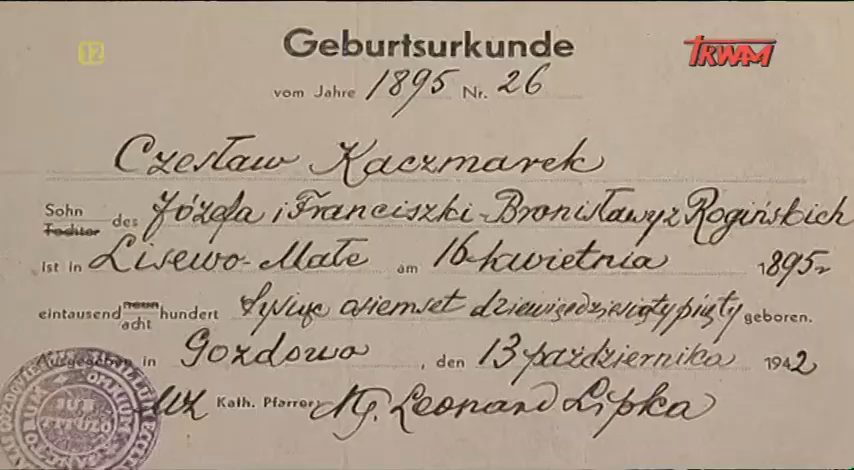 12
TRWAM
Geburtsurkunde
vom Jahre 1895 Nr. 26
Czesław Kaczmarek
Sohn
Tochter
des Józefa i Franciszki-Bronisławy z Rogińskich
ist in Lisewo-Małe am 16 kwietnia 1895 r
eintausend neun acht hundert tysiąc osiemset dziewięćdziesiąty piąty geboren.
Ausgegeben in Gozdowo, den 13 października 1942
Kath. Pfarrer Leonard Lipka